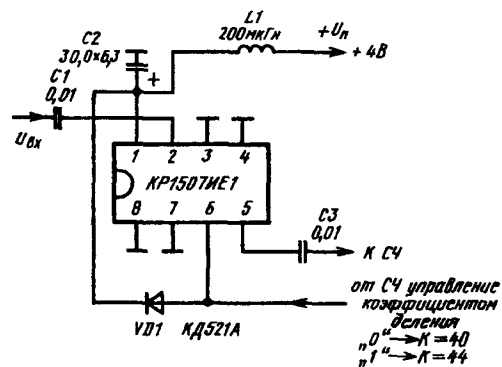 L1
200мкГн
+Uп
+4В
C2
30,0×6,3
+
C1
0,01
Uвх
1 2 3 4
КР1507ИЕ1
8 7 6 5
C3
0,01
К СЧ
VD1 КД521А
от СЧ управление
коэффициентом
деления
„0“→К=40
„1“→К=44